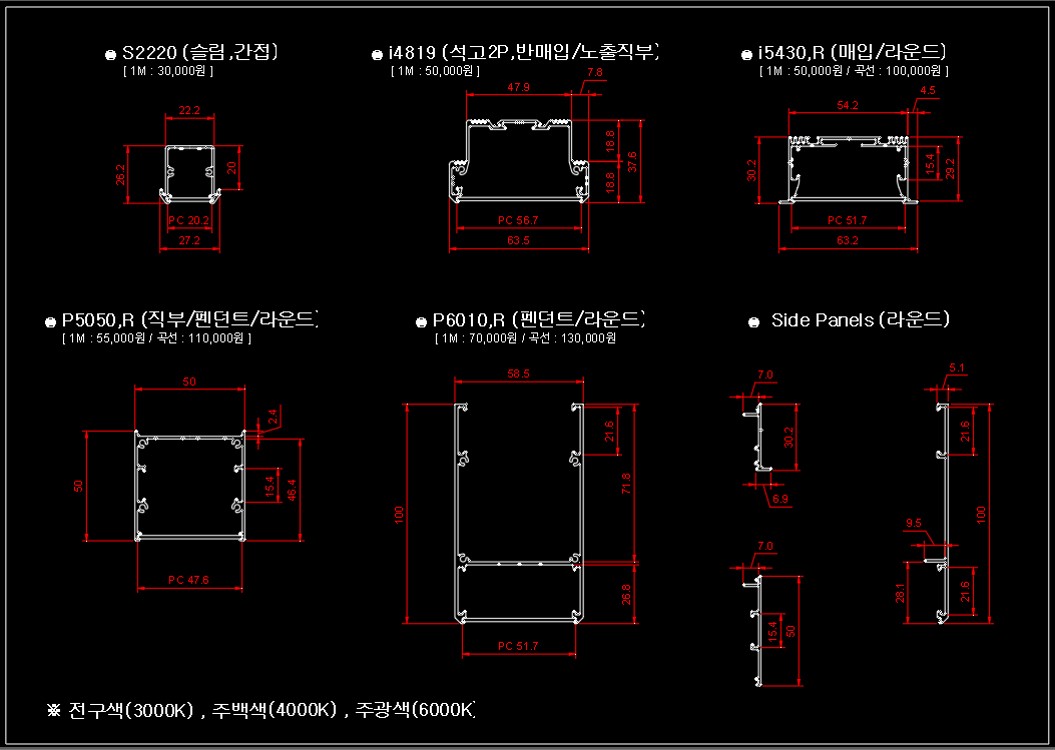 S2220 (슬림,간접)
[ 1M : 30,000원 ]
22.2
26.2
20
PC 20.2
27.2
i4819 (석고2P,반매입/노출직부)
[ 1M : 50,000원 ]
7.8
47.9
18.8
18.8
37.6
PC 56.7
63.5
i5430,R (매입/라운드)
[ 1M : 50,000원 / 곡선 : 100,000원 ]
4.5
54.2
30.2
15.4
29.2
PC 51.7
63.2
P5050,R (직부/펜던트/라운드)
[ 1M : 55,000원 / 곡선 : 110,000원 ]
50
2.4
50
15.4
46.4
PC 47.6
P6010,R (펜던트/라운드)
[ 1M : 70,000원 / 곡선 : 130,000원
58.5
21.6
71.8
100
26.8
PC 51.7
Side Panels (라운드)
7.0
30.2
6.9
7.0
15.4
50
5.1
21.6
100
9.5
28.1
21.6
※ 전구색(3000K) , 주백색(4000K) , 주광색(6000K)